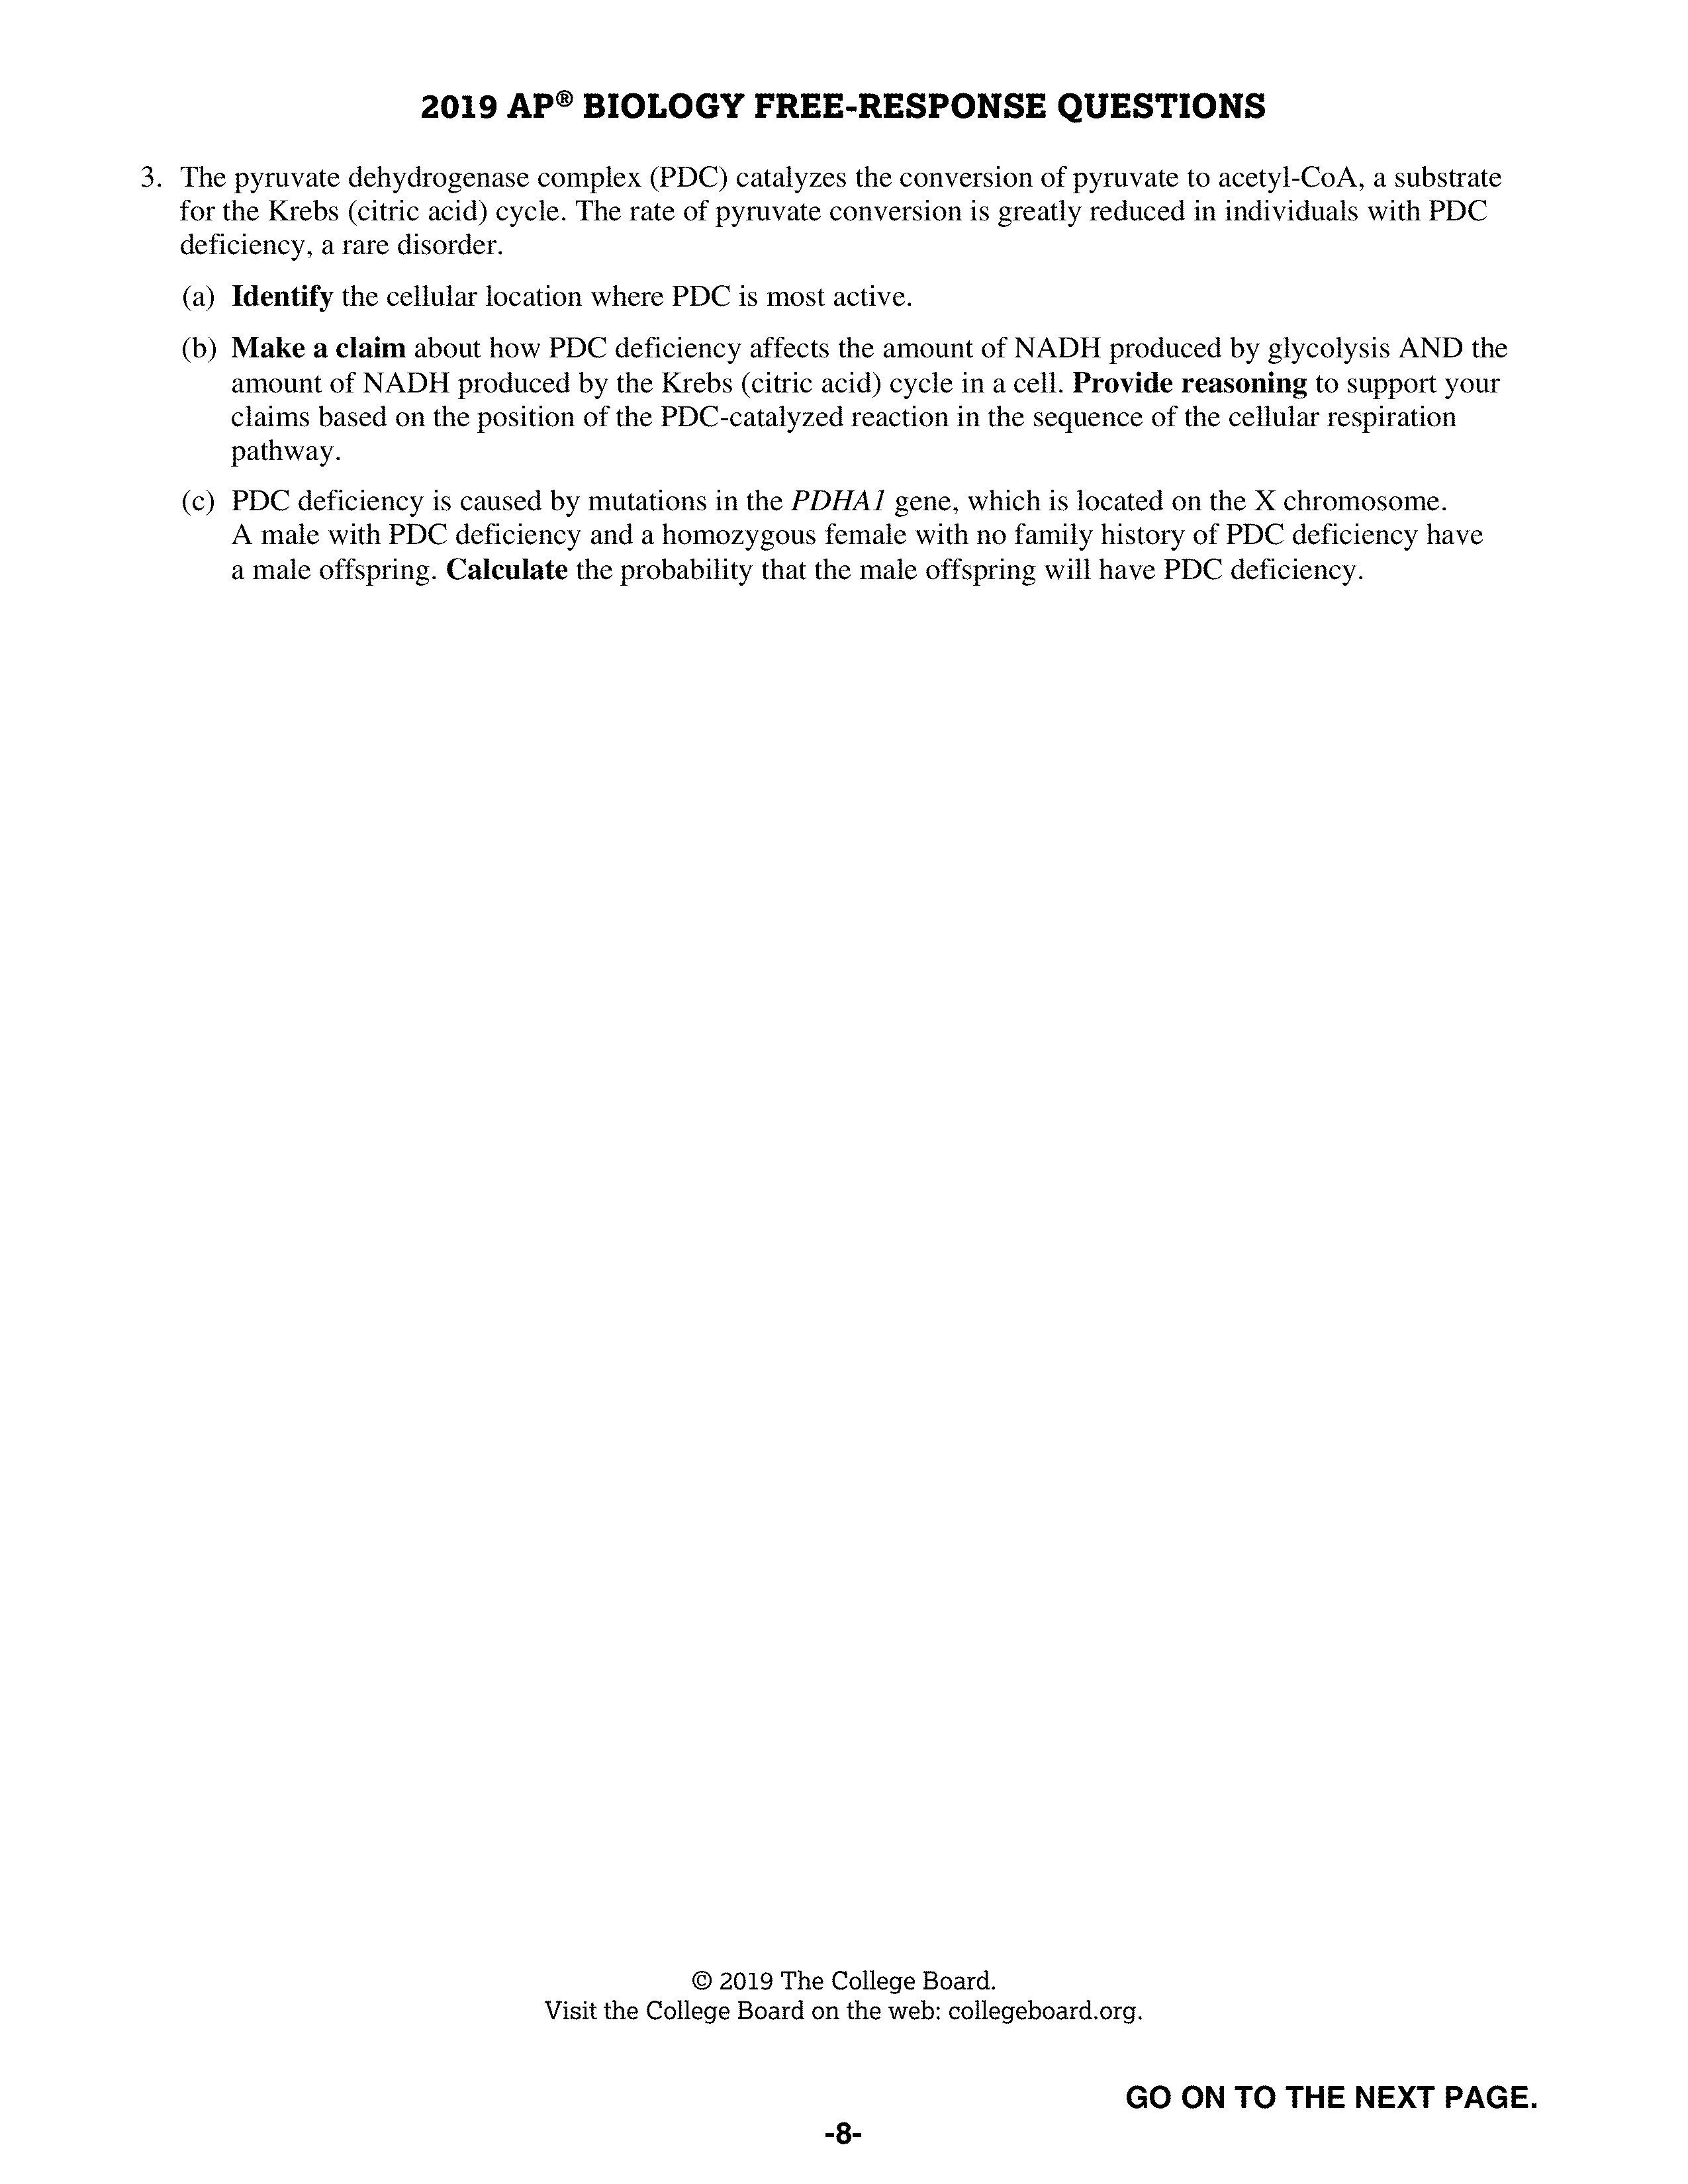 2019 AP® BIOLOGY FREE-RESPONSE QUESTIONS
3. The pyruvate dehydrogenase complex (PDC) catalyzes the conversion of pyruvate to acetyl-CoA, a substrate
for the Krebs (citric acid) cycle. The rate of pyruvate conversion is greatly reduced in individuals with PDC
deficiency, a rare disorder.
(a) Identify the cellular location where PDC is most active.
(b) Make a claim about how PDC deficiency affects the amount of NADH produced by glycolysis AND the
amount of NADH produced by the Krebs (citric acid) cycle in a cell. Provide reasoning to support your
claims based on the position of the PDC-catalyzed reaction in the sequence of the cellular respiration
pathway.
(c) PDC deficiency is caused by mutations in the PDHA1 gene, which is located on the X chromosome.
A male with PDC deficiency and a homozygous female with no family history of PDC deficiency have
a male offspring. Calculate the probability that the male offspring will have PDC deficiency.
© 2019 The College Board.
Visit the College Board on the web: collegeboard.org.
GO ON TO THE NEXT PAGE.
-8-